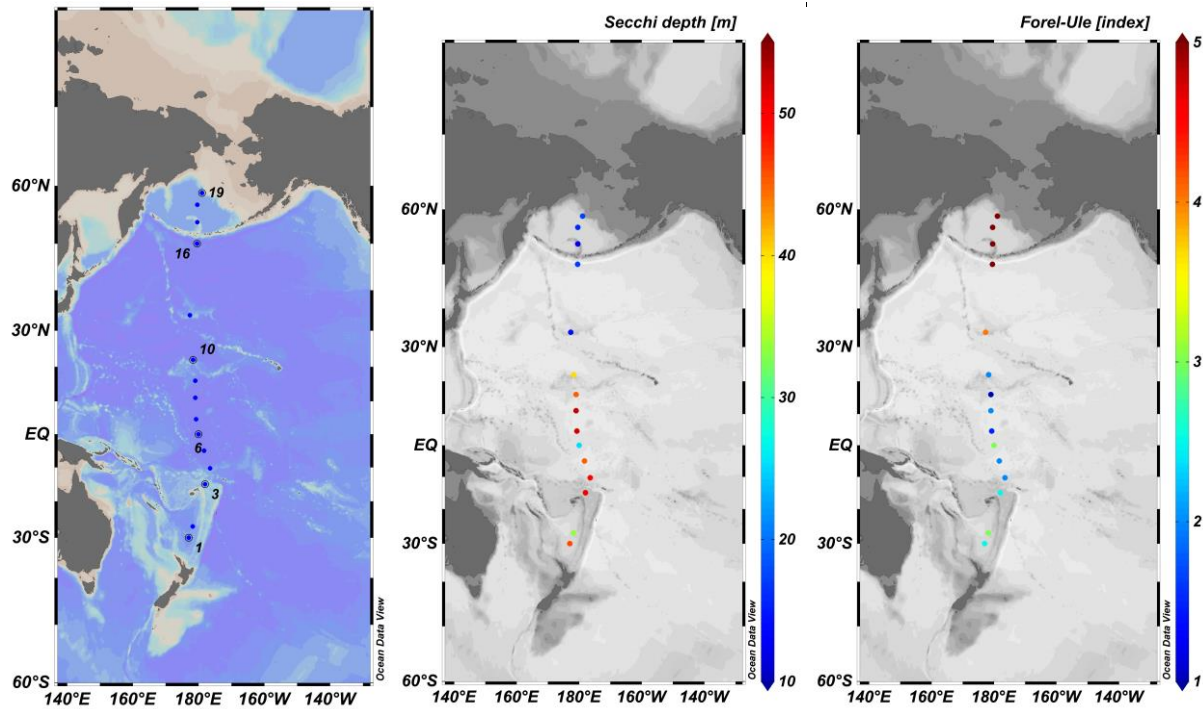 Secchi depth [m]
Forel-Ule [index]
60°N
30°N
EQ
30°S
60°S
140°E
160°E
180°E
160°W
140°W
19
16
10
6
3
1
Ocean Data View
60°N
30°N
EQ
30°S
60°S
140°E
160°E
180°E
160°W
140°W
Ocean Data View
50
40
30
20
10
60°N
30°N
EQ
30°S
60°S
140°E
160°E
180°E
160°W
140°W
Ocean Data View
5
4
3
2
1